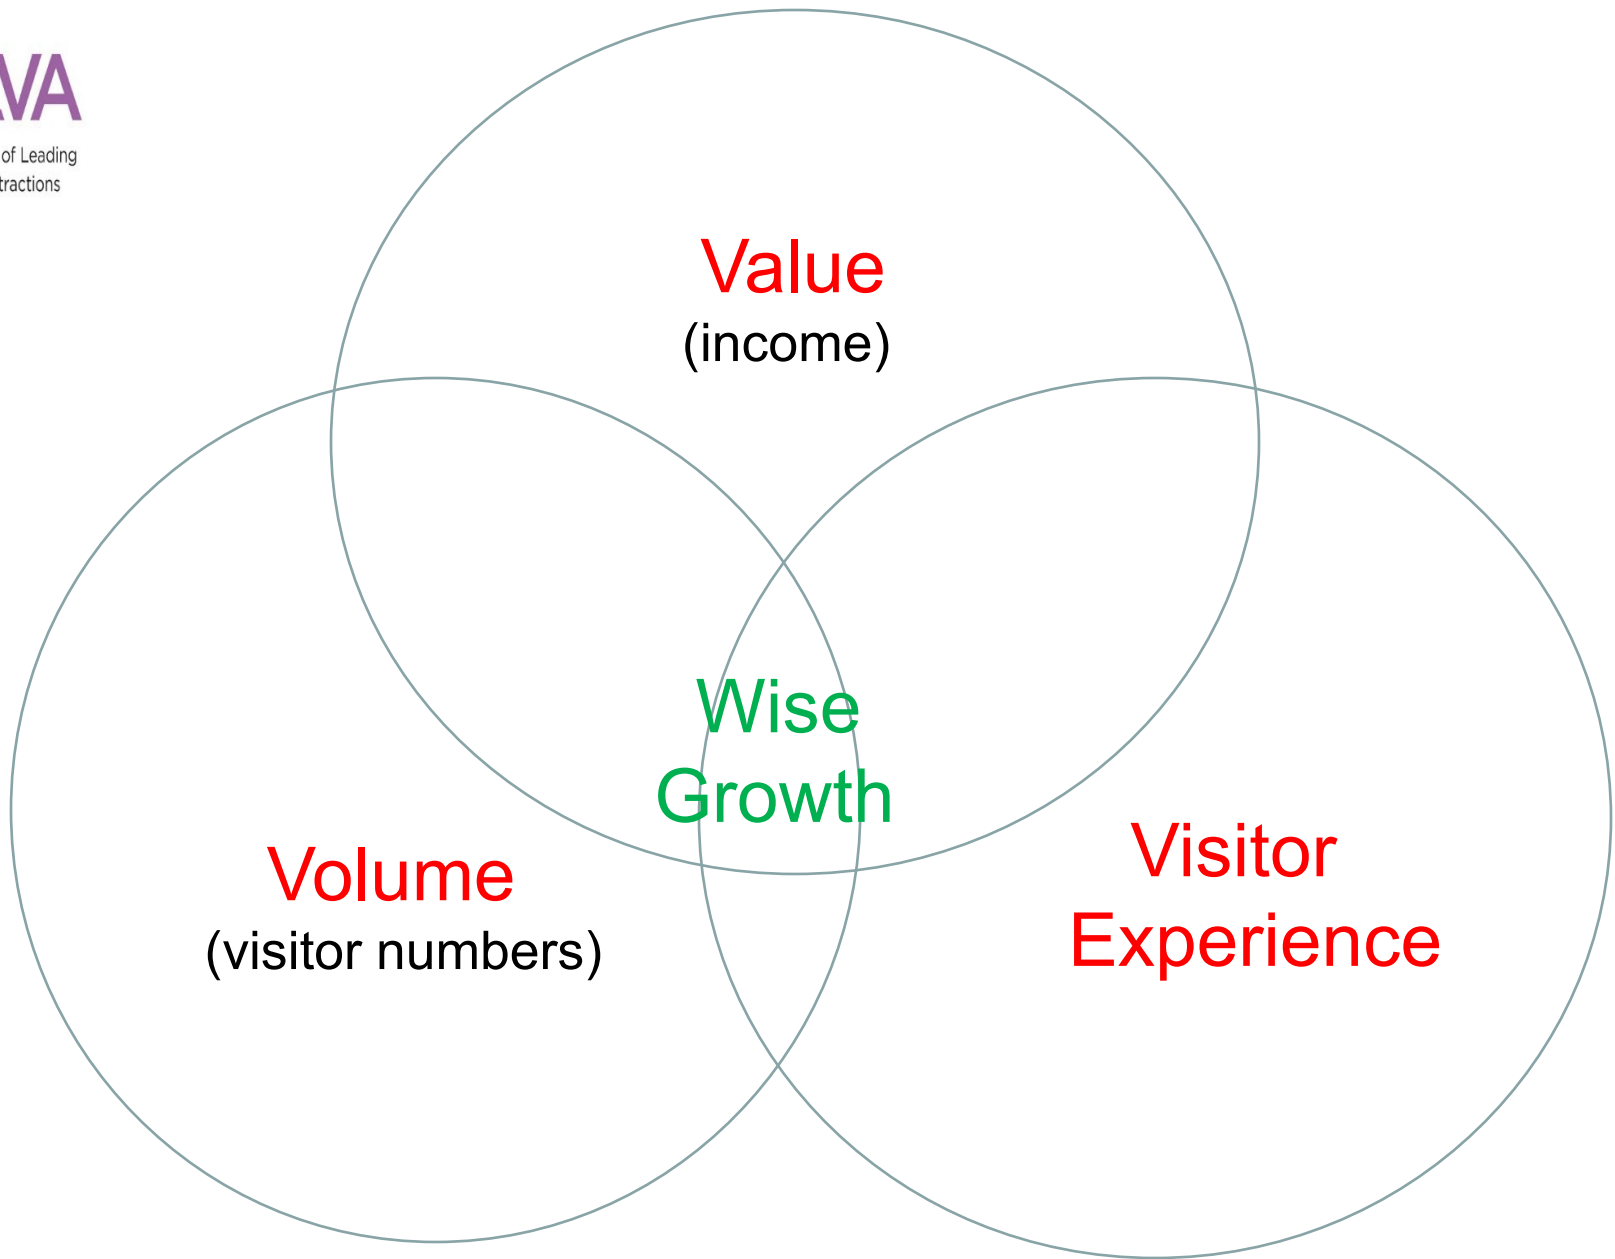 VA
of Leading
tractions
Value
(income)
Wise
Growth
Volume
(visitor numbers)
Visitor
Experience